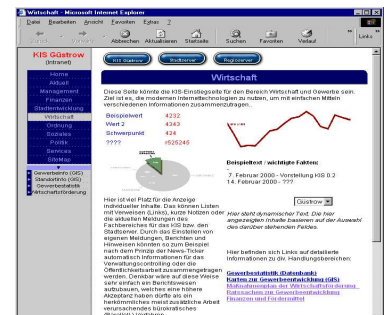 Wirtschaft - Microsoft Internet Explorer
Datei Bearbeiten Ansicht Favoriten Extras ?
Abbrechen Aktualisieren Startseite Suchen Favoriten Verlauf
Links
KIS Güstrow
(Intranet)
Home
Aktuell
Management
Finanzen
Stadtentwicklung
Wirtschaft
Ordnung
Soziales
Politik
Services
SiteMap
Gewerbeinfo (GIS)
Standortinfo (GIS)
Gewerbestatistik
Wirtschaftsförderung
KIS Güstrow Stadtserver Regioserver
Wirtschaft
Diese Seite könnte die KIS-Einstiegsseite für den Bereich Wirtschaft und Gewerbe sein.
Ziel ist es, die modernen Internettechnologien zu nutzen, um mit einfachen Mitteln
verschiedenen Informationen zusammenzutragen.
Beispielwert 4232
Wert 2 4343
Schwerpunkt 424
???? r525245
Hier ist viel Platz für die Anzeige
individueller Inhalte. Das können Listen
mit Verweisen (Links), kurze Notizen oder
die aktuellen Meldungen des
Fachbereiches für das KIS bzw. den
Stadtserver. Durch das Einstellen von
eigenen Meldungen, Berichten und
Hinweisen könnten so zum Beispiel
nach dem Prinzip der News-Ticker
automatisch Informationen für das
Verwaltungscontrolling oder die
Öffentlichkeitsarbeit zusammengetragen
werden. Denkbar wäre auf diese Weise
sehr einfach ein Berichtswesen
aufzubauen, welches eine höhere
Akzeptanz haben dürfte als ein
herkömmliches meist zusätzliche Arbeit
verursachendes bürokratisches
Beispieltext / wichtige Fakten:
7. Februar 2000 - Vorstellung KIS 0.2
14. Februar 2000 - ???
Güstrow
Hier steht dynamischer Text. Die hier
angezeigten Inhalte basieren auf der Auswahl
des darüber stehenden Feldes.
Hier befinden sich Links auf detaillierte
Informationen zu div. Handlungsbereichen:
Gewerbestatistik (Datenbank)
Karten zur Gewerbeentwicklung (GIS)
Maßnahmenplan der Wirtschaftsförderung
Ratssachen zur Gewerbeentwicklung
Finanzen und Fördermittel